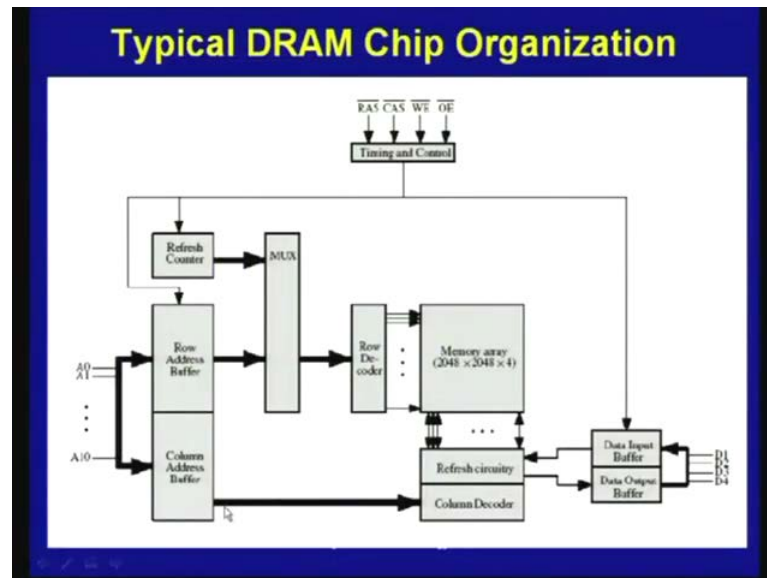 Typical DRAM Chip Organization
RAS CAS WE OE
Timing and Control
Refresh
Counter
MUX
Row
Address
Buffer
Row
De-
coder
Memory array
(2048 × 2048 × 4)
A0
A1
A10
Column
Address
Buffer
Refresh circuitry
Column Decoder
Data Input
Buffer
Data Output
Buffer
D1
D2
D3
D4